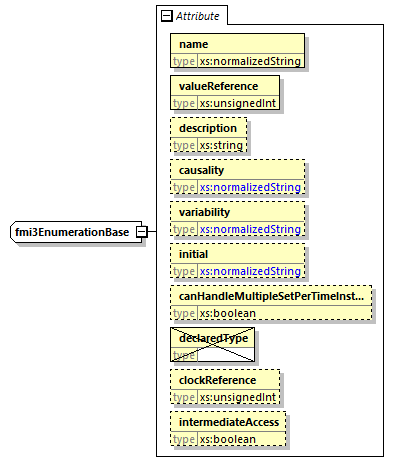 Attribute
name
type xs:normalizedString
valueReference
type xs:unsignedInt
description
type xs:string
causality
type xs:normalizedString
variability
type xs:normalizedString
fmi3EnumerationBase
initial
type xs:normalizedString
canHandleMultipleSetPerTimeInst...
type xs:boolean
declaredType
type
clockReference
type xs:unsignedInt
intermediateAccess
type xs:boolean